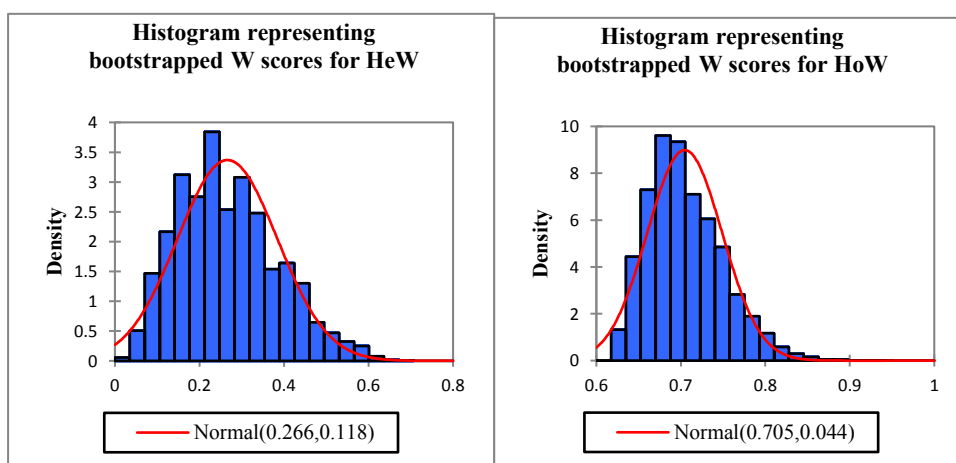 Histogram representing
bootstrapped W scores for HeW
4
3.5
3
2.5
2
1.5
1
0.5
0
Density
0 0.2 0.4 0.6 0.8
Normal(0.266,0.118)
Histogram representing
bootstrapped W scores for HoW
10
8
6
4
2
0
Density
0.6 0.7 0.8 0.9 1
Normal(0.705,0.044)